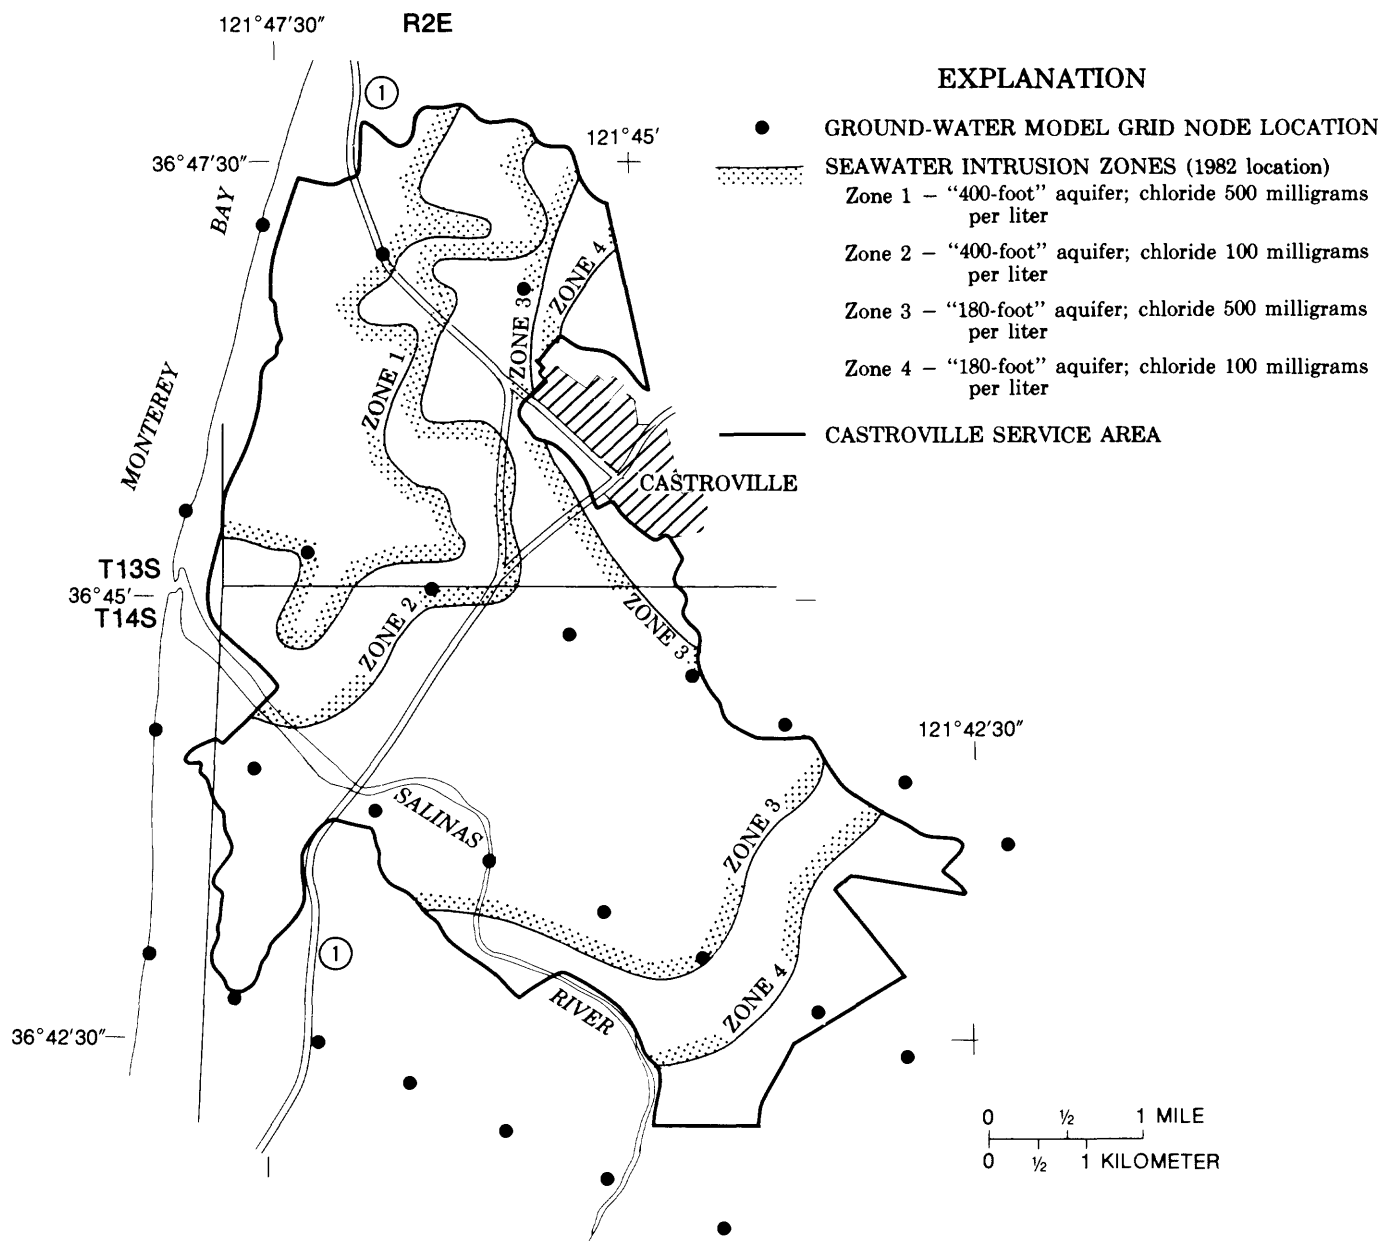 121°47′30″
R2E
1
EXPLANATION
GROUND-WATER MODEL GRID NODE LOCATION
121°45′
36°47′30″
SEAWATER INTRUSION ZONES (1982 location)
Zone 1 – “400-foot” aquifer; chloride 500 milligrams
per liter
Zone 2 – “400-foot” aquifer; chloride 100 milligrams
per liter
Zone 3 – “180-foot” aquifer; chloride 500 milligrams
per liter
Zone 4 – “180-foot” aquifer; chloride 100 milligrams
per liter
CASTROVILLE SERVICE AREA
MONTEREY BAY
ZONE 4
ZONE 3
ZONE 1
CASTROVILLE
T13S
36°45′
T14S
ZONE 2
ZONE 3
121°42′30″
SALINAS
ZONE 3
1
ZONE 4
RIVER
36°42′30″
0 ½ 1 MILE
0 ½ 1 KILOMETER